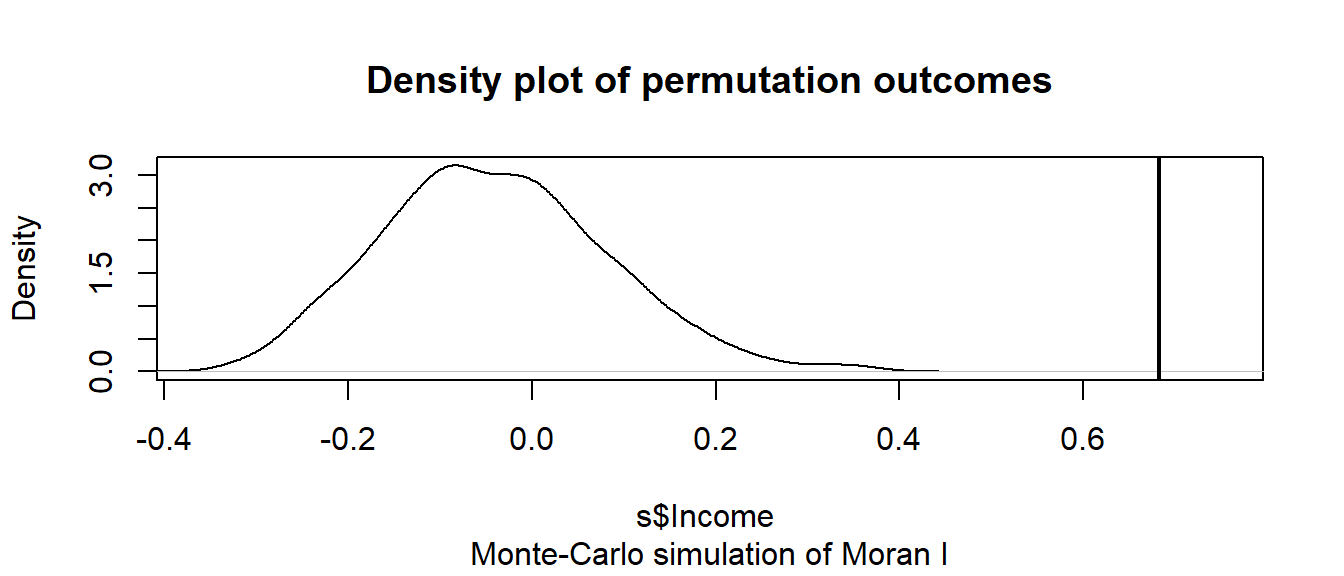 Density plot of permutation outcomes
Density
3.0
1.5
0.0
-0.4 -0.2 0.0 0.2 0.4 0.6
s$Income
Monte-Carlo simulation of Moran I